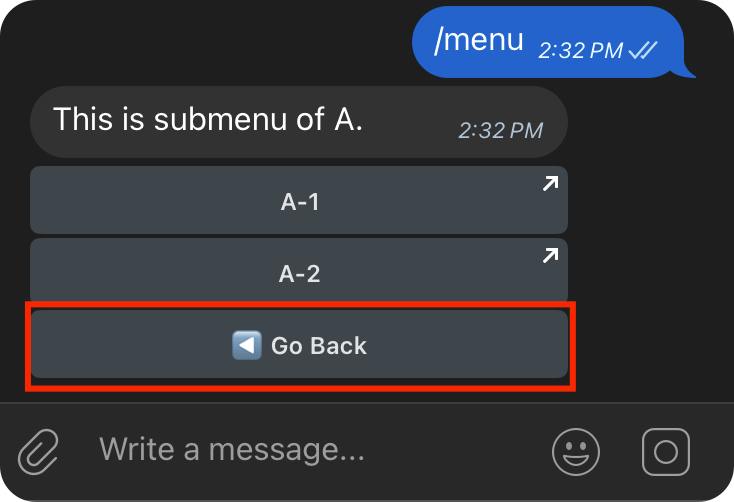 /menu 2:32 PM
This is submenu of A. 2:32 PM
A-1
A-2
Go Back
Write a message...